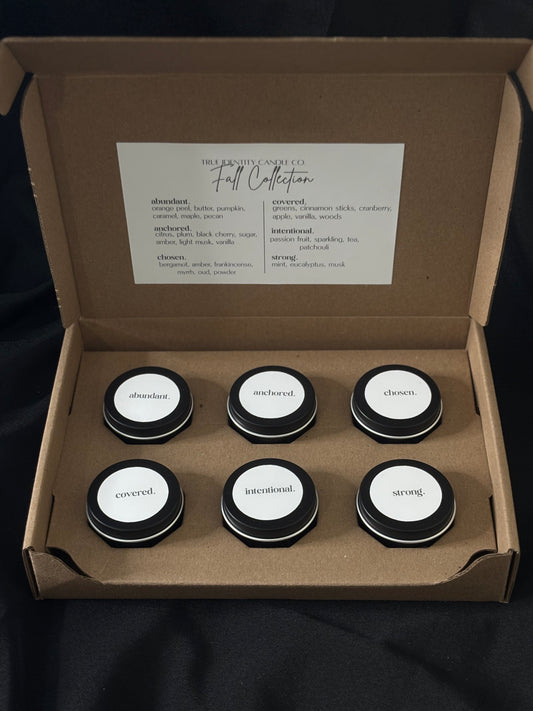 TRUE IDENTITY CANDLE CO.
Fall Collection
abundant.
orange peel, butter, pumpkin,
caramel, maple, pecan
anchored.
citrus, plum, black cherry, sugar,
amber, light musk, vanilla
chosen.
bergamot, amber, frankincense,
myrrh, oud, powder
covered,
greens, cinnamon sticks, cranberry,
apple, vanilla, woods
intentional.
passion fruit, sparkling, tea,
patchouli
strong.
mint, eucalyptus, musk
abundant.
anchored.
chosen.
covered.
intentional.
strong.